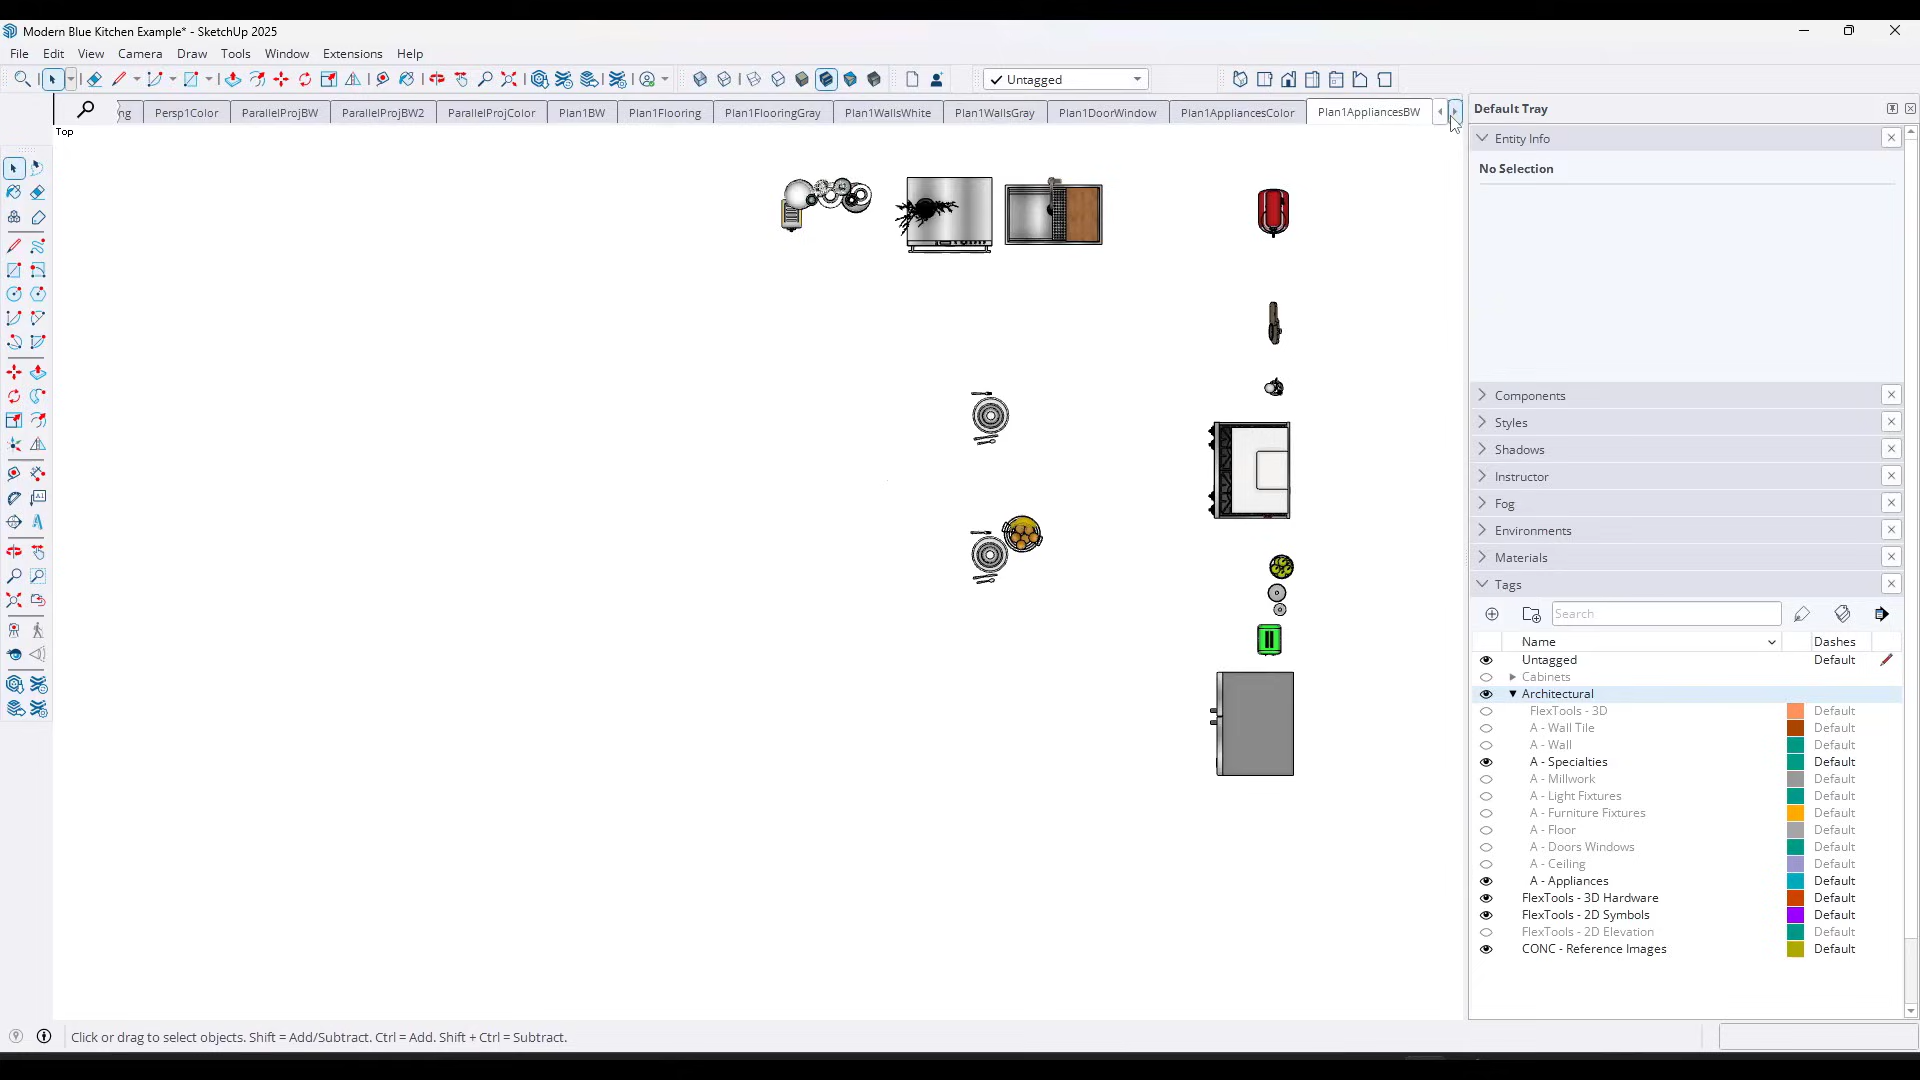 Modern Blue Kitchen Example* - SketchUp 2025
File Edit View Camera Draw Tools Window Extensions Help
Untagged
ng Persp1Color ParallelProjBW ParallelProjBW2 ParallelProjColor Plan1BW Plan1Flooring Plan1FlooringGray Plan1WallsWhite Plan1WallsGray Plan1DoorWindow Plan1AppliancesColor Plan1AppliancesBW
Top
Default Tray
Entity Info
No Selection
Components
Styles
Shadows
Instructor
Fog
Environments
Materials
Tags
Search
Name Dashes
Untagged Default
Cabinets
Architectural
FlexTools - 3D Default
A - Wall Tile Default
A - Wall Default
A - Specialties Default
A - Millwork Default
A - Light Fixtures Default
A - Furniture Fixtures Default
A - Floor Default
A - Doors Windows Default
A - Ceiling Default
A - Appliances Default
FlexTools - 3D Hardware Default
FlexTools - 2D Symbols Default
FlexTools - 2D Elevation Default
CONC - Reference Images Default
Click or drag to select objects. Shift = Add/Subtract. Ctrl = Add. Shift + Ctrl = Subtract.